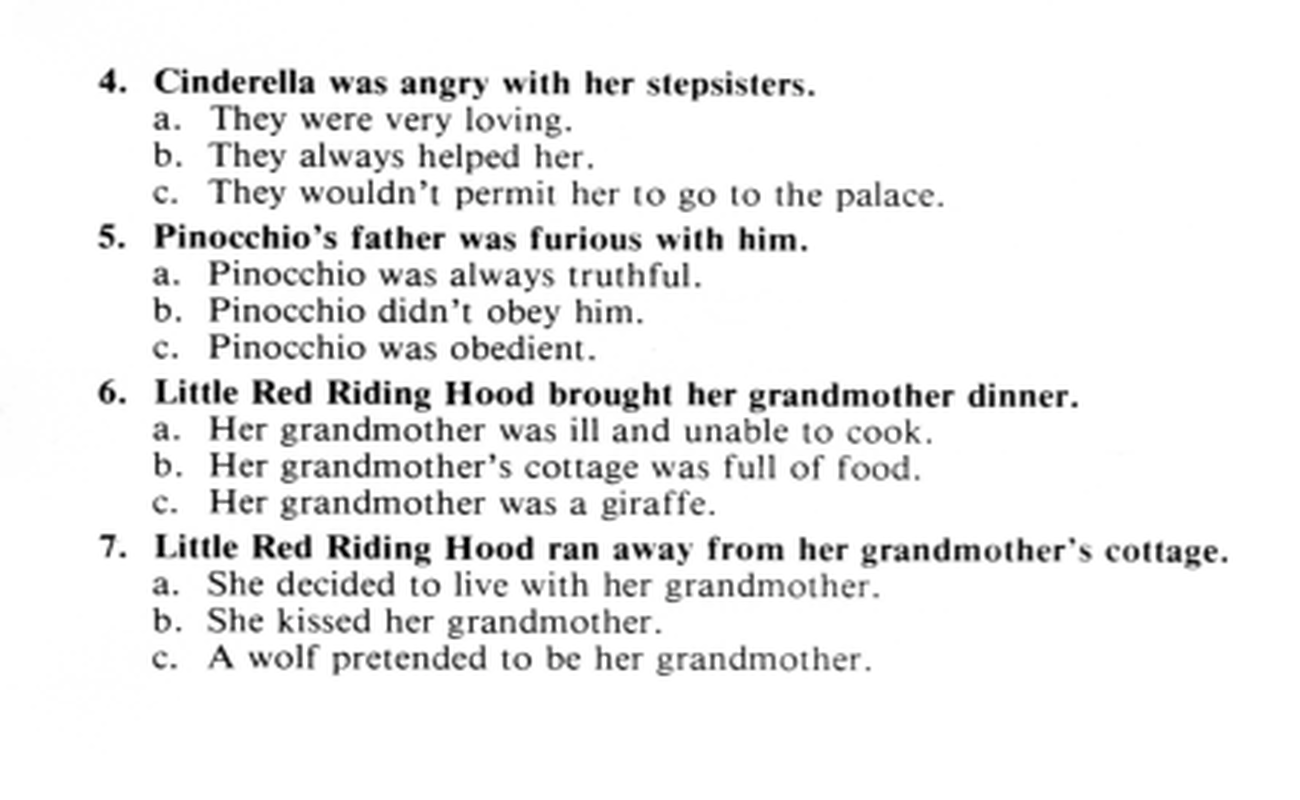 4. Cinderella was angry with her stepsisters.
a. They were very loving.
b. They always helped her.
c. They wouldn't permit her to go to the palace.
5. Pinocchio's father was furious with him.
a. Pinocchio was always truthful.
b. Pinocchio didn't obey him.
c. Pinocchio was obedient.
6. Little Red Riding Hood brought her grandmother dinner.
a. Her grandmother was ill and unable to cook.
b. Her grandmother's cottage was full of food.
c. Her grandmother was a giraffe.
7. Little Red Riding Hood ran away from her grandmother's cottage.
a. She decided to live with her grandmother.
b. She kissed her grandmother.
c. A wolf pretended to be her grandmother.